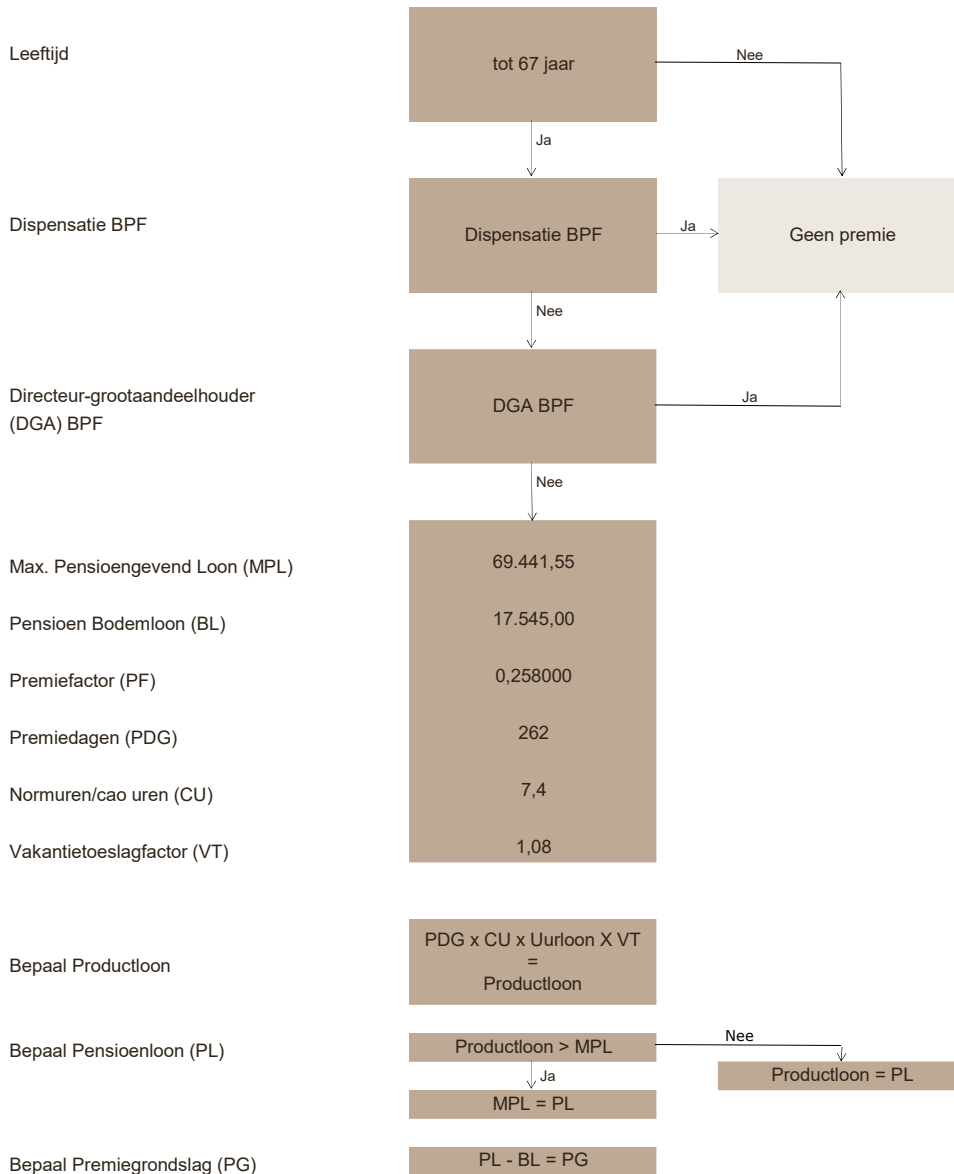 Leeftijd
tot 67 jaar
Nee
Ja
Dispensatie BPF
Dispensatie BPF
Ja
Geen premie
Nee
Directeur-grootaandeelhouder
(DGA) BPF
DGA BPF
Ja
Nee
Max. Pensioengevend Loon (MPL)
69.441,55
Pensioen Bodemloon (BL)
17.545,00
Premiefactor (PF)
0,258000
Premiedagen (PDG)
262
Normuren/cao uren (CU)
7,4
Vakantietoeslagfactor (VT)
1,08
Bepaal Productloon
PDG x CU x Uurloon X VT
=
Productloon
Bepaal Pensioenloon (PL)
Productloon > MPL
Nee
Ja
Productloon = PL
MPL = PL
Bepaal Premiegrondslag (PG)
PL - BL = PG